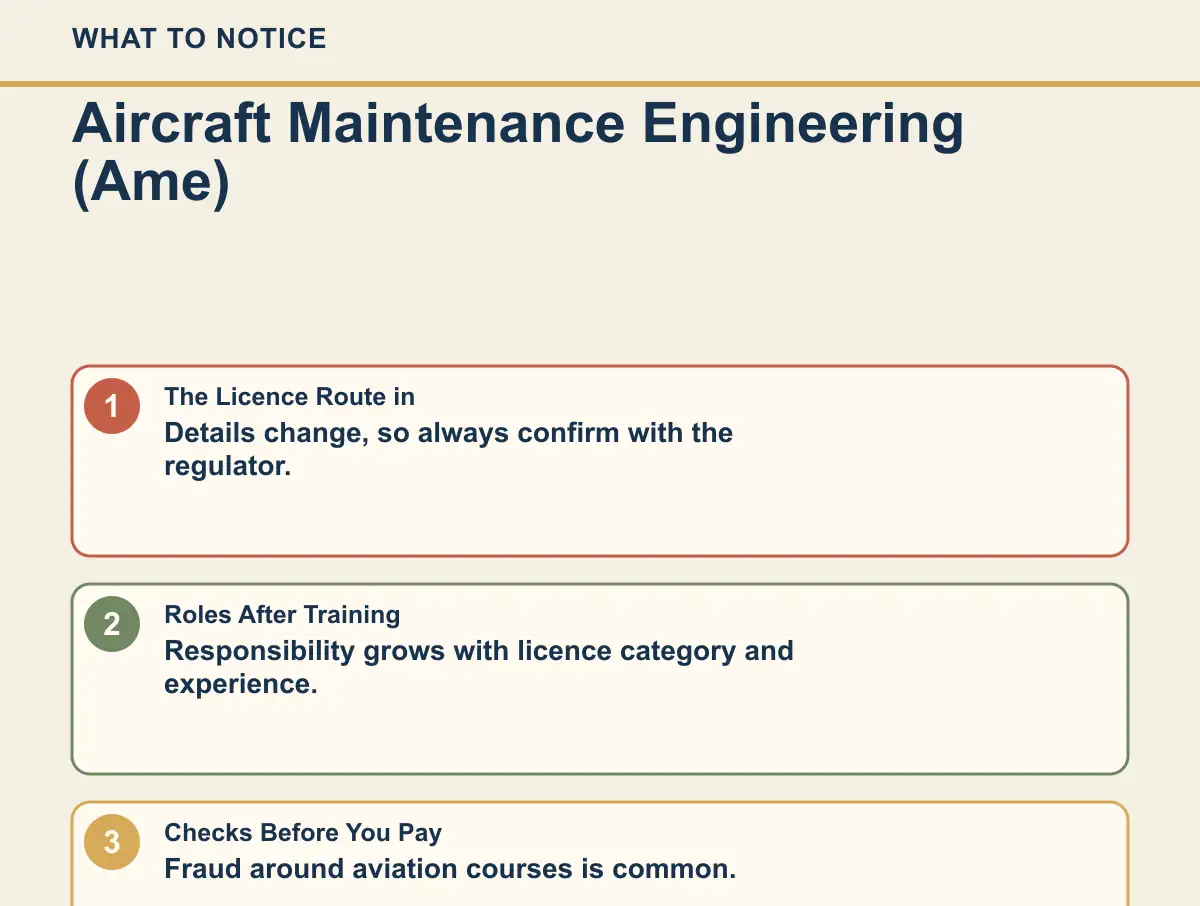 WHAT TO NOTICE
Aircraft Maintenance Engineering
(Ame)
1
The Licence Route in
Details change, so always confirm with the
regulator.
2
Roles After Training
Responsibility grows with licence category and
experience.
3
Checks Before You Pay
Fraud around aviation courses is common.